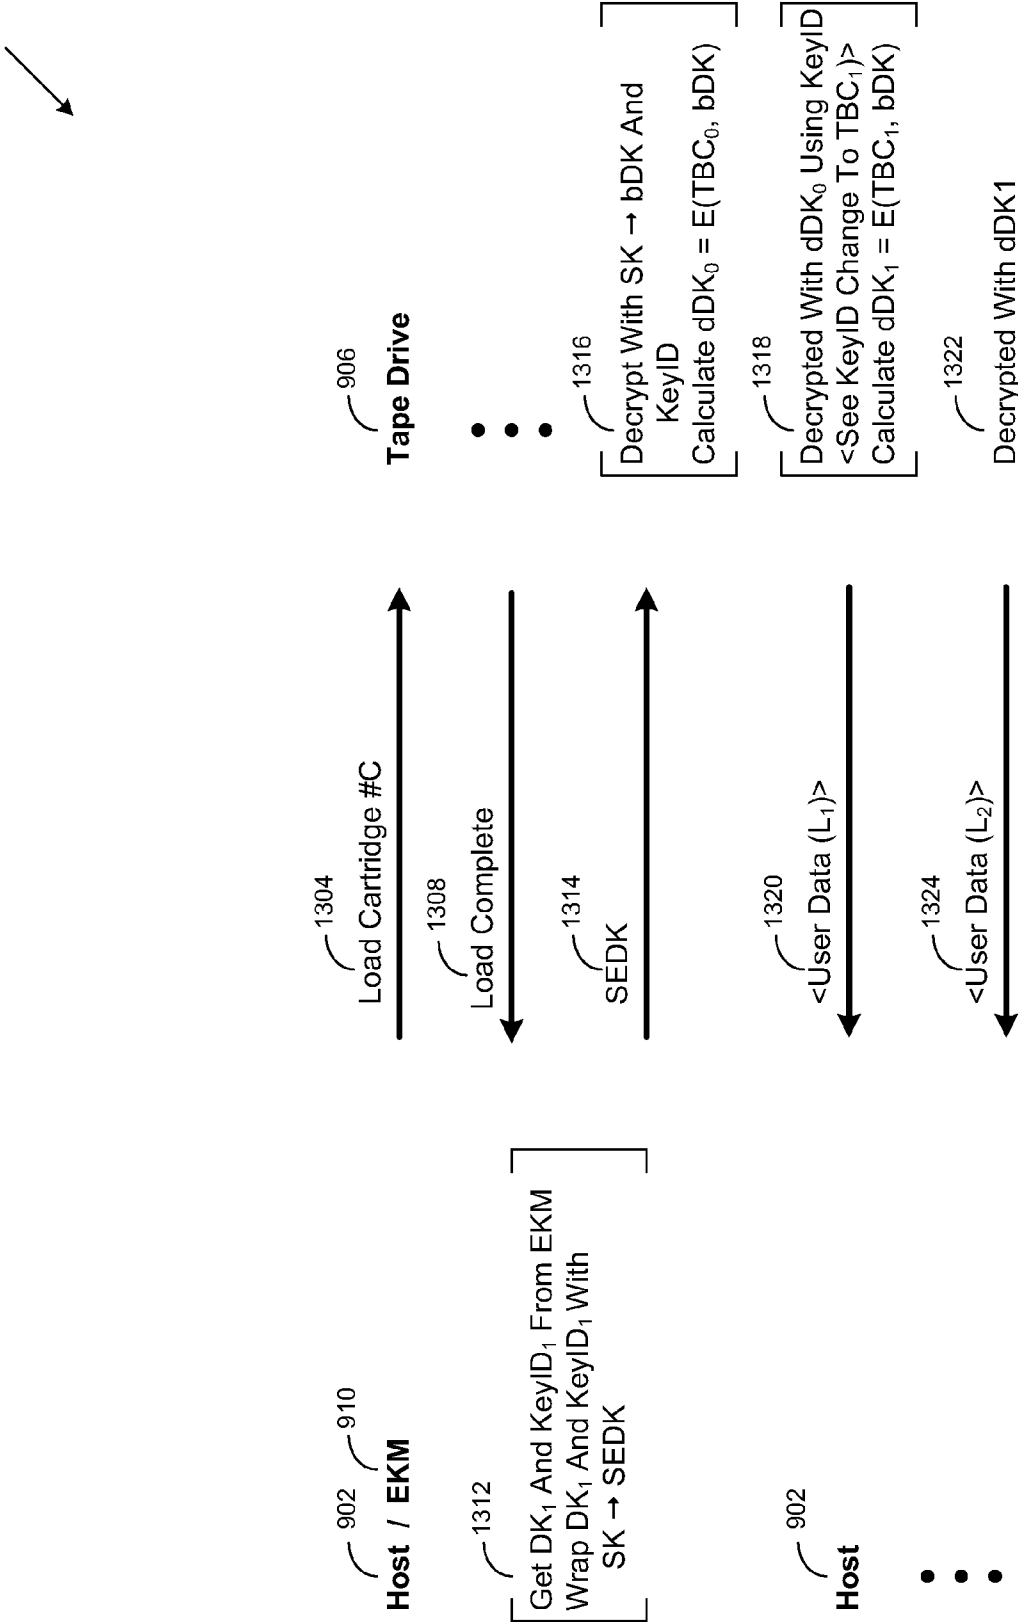 902
910
Host / EKM
906
Tape Drive
1304
Load Cartridge #C
1308
Load Complete
1312
Get DK₁ And KeyID₁ From EKM
Wrap DK₁ And KeyID₁ With
SK → SEDK
1314
SEDK
1316
Decrypt With SK → bDK And
KeyID
Calculate dDK₀ = E(TBC₀, bDK)
1318
Decrypted With dDK₀ Using KeyID
<See KeyID Change To TBC₁)>
Calculate dDK₁ = E(TBC₁, bDK)
902
Host
1320
<User Data (L₁)>
1322
Decrypted With dDK1
1324
<User Data (L₂)>